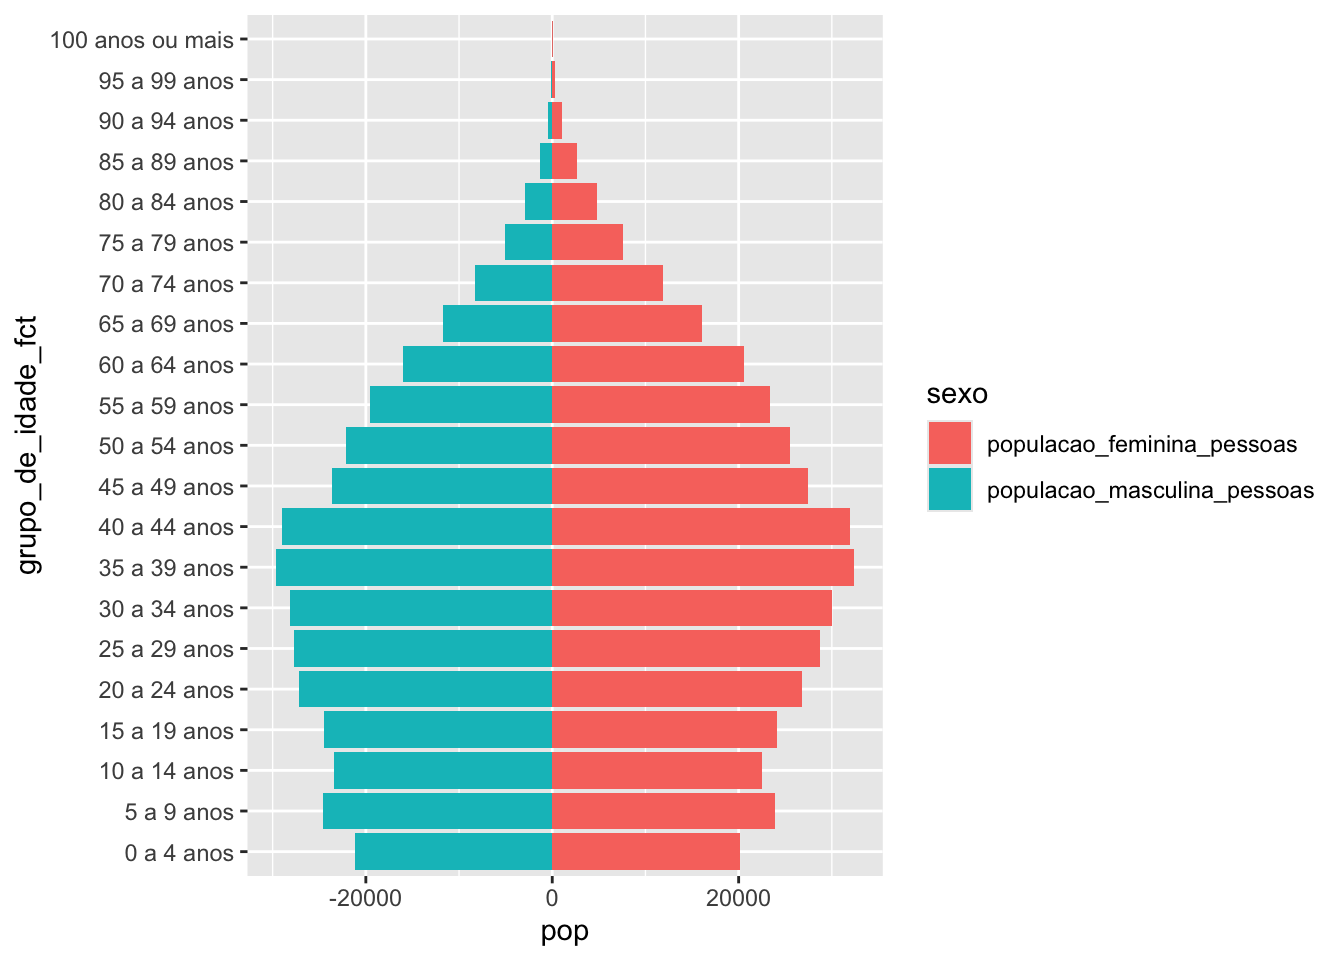 100 anos ou mais
95 a 99 anos
90 a 94 anos
85 a 89 anos
80 a 84 anos
75 a 79 anos
70 a 74 anos
65 a 69 anos
60 a 64 anos
55 a 59 anos
50 a 54 anos
45 a 49 anos
40 a 44 anos
35 a 39 anos
30 a 34 anos
25 a 29 anos
20 a 24 anos
15 a 19 anos
10 a 14 anos
5 a 9 anos
0 a 4 anos
grupo_de_idade_fct
-20000 0 20000
pop
sexo
populacao_feminina_pessoas
populacao_masculina_pessoas